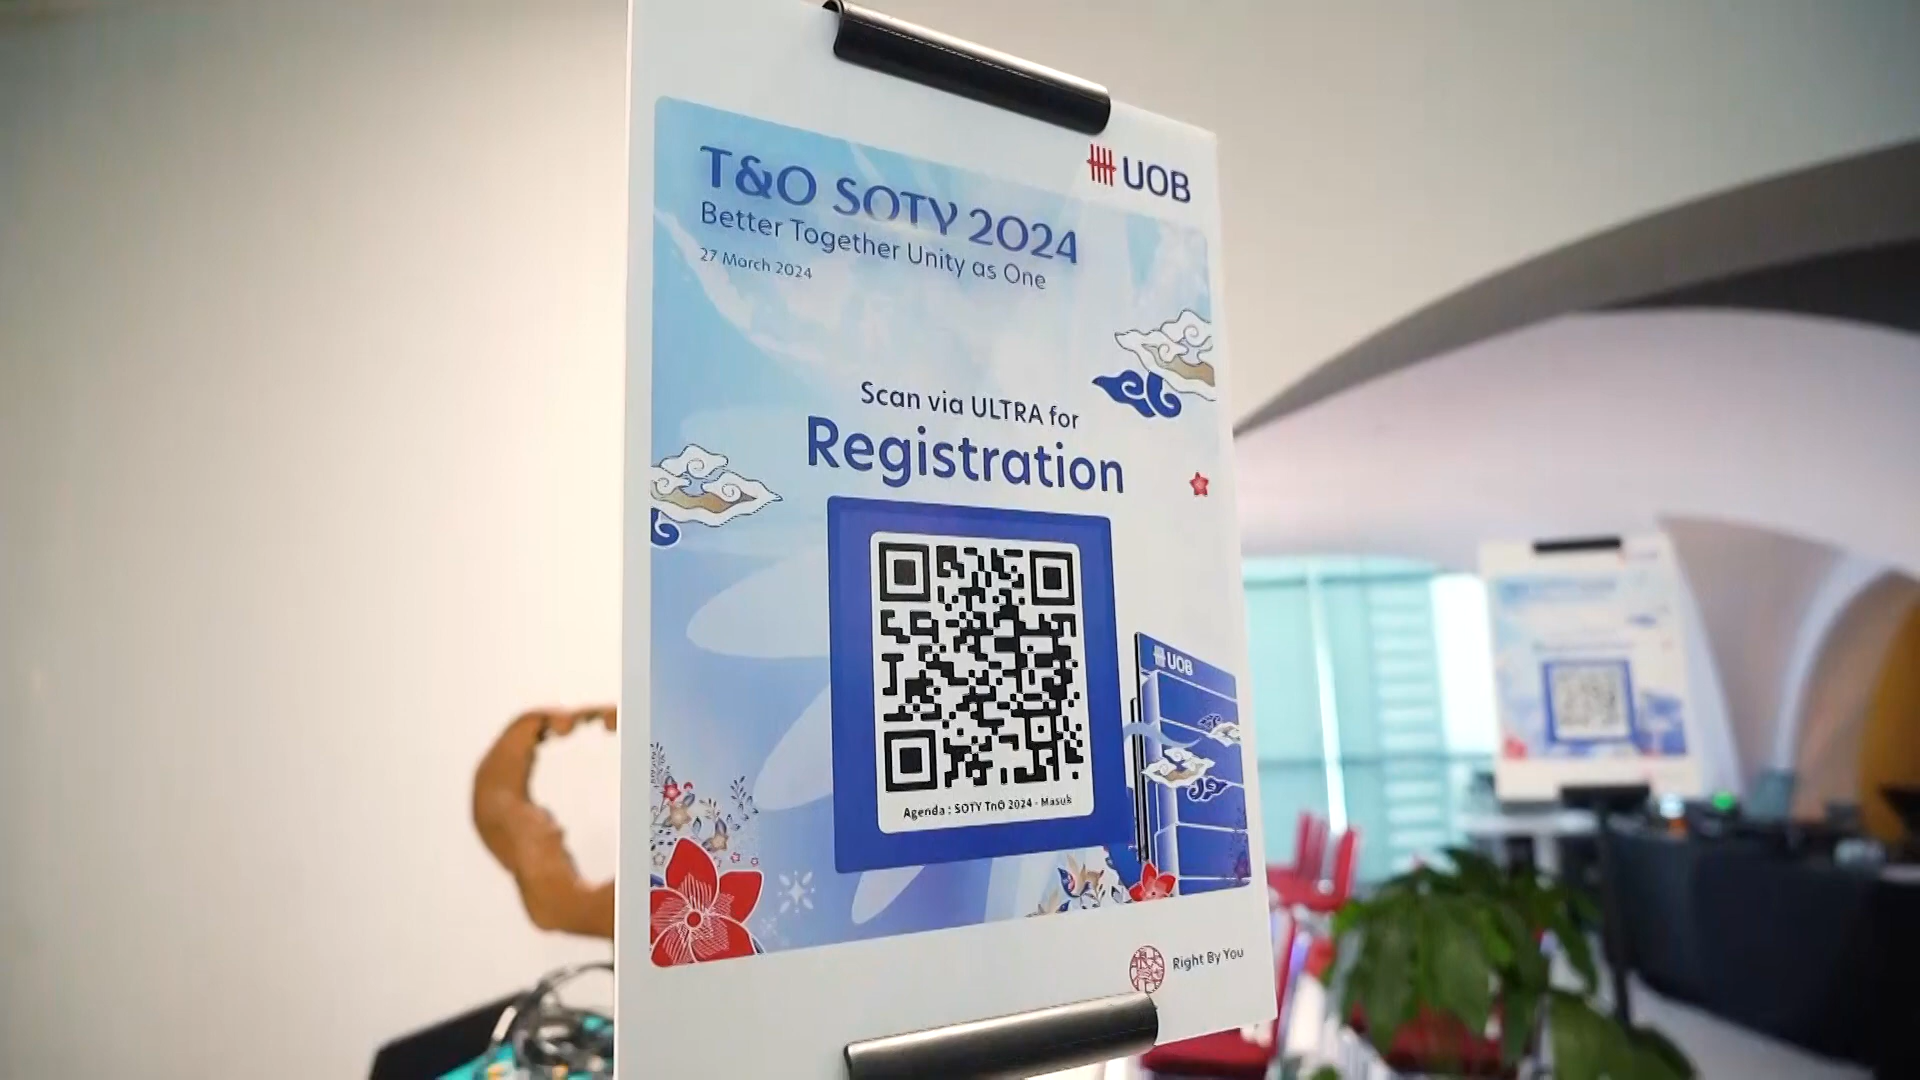 UOB
T&O SOTY 2024
Better Together Unity as One
27 March 2024
Scan via ULTRA for
Registration
UOB
Agenda : SOTY TnO 2024 - Masuk
Right By You